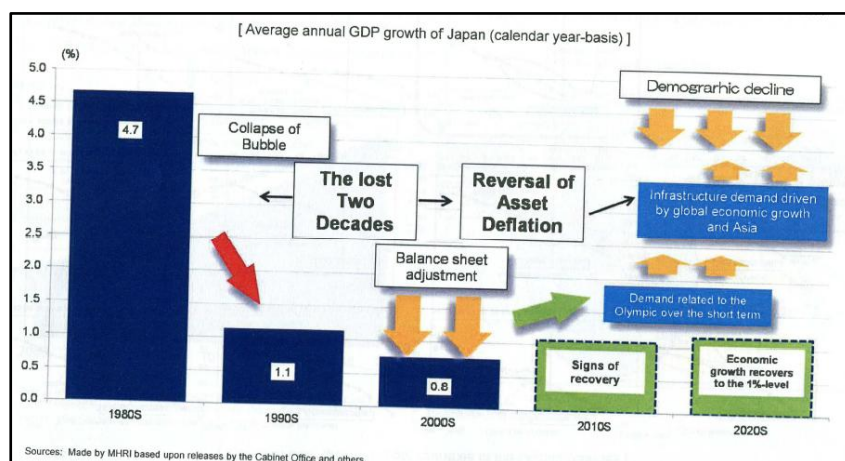 [ Average annual GDP growth of Japan (calendar year-basis) ]
(%)
5.0
4.5
4.0
3.5
3.0
2.5
2.0
1.5
1.0
0.5
0.0
4.7
1.1
0.8
Collapse of
Bubble
The lost
Two
Decades
Reversal of
Asset
Deflation
Balance sheet
adjustment
Demograrhic decline
Infrastructure demand driven
by global economic growth
and Asia
Demand related to the
Olympic over the short term
Signs of
recovery
Economic
growth recovers
to the 1%-level
1980S
1990S
2000S
2010S
2020S
Sources: Made by MHRI based upon releases by the Cabinet Office and others